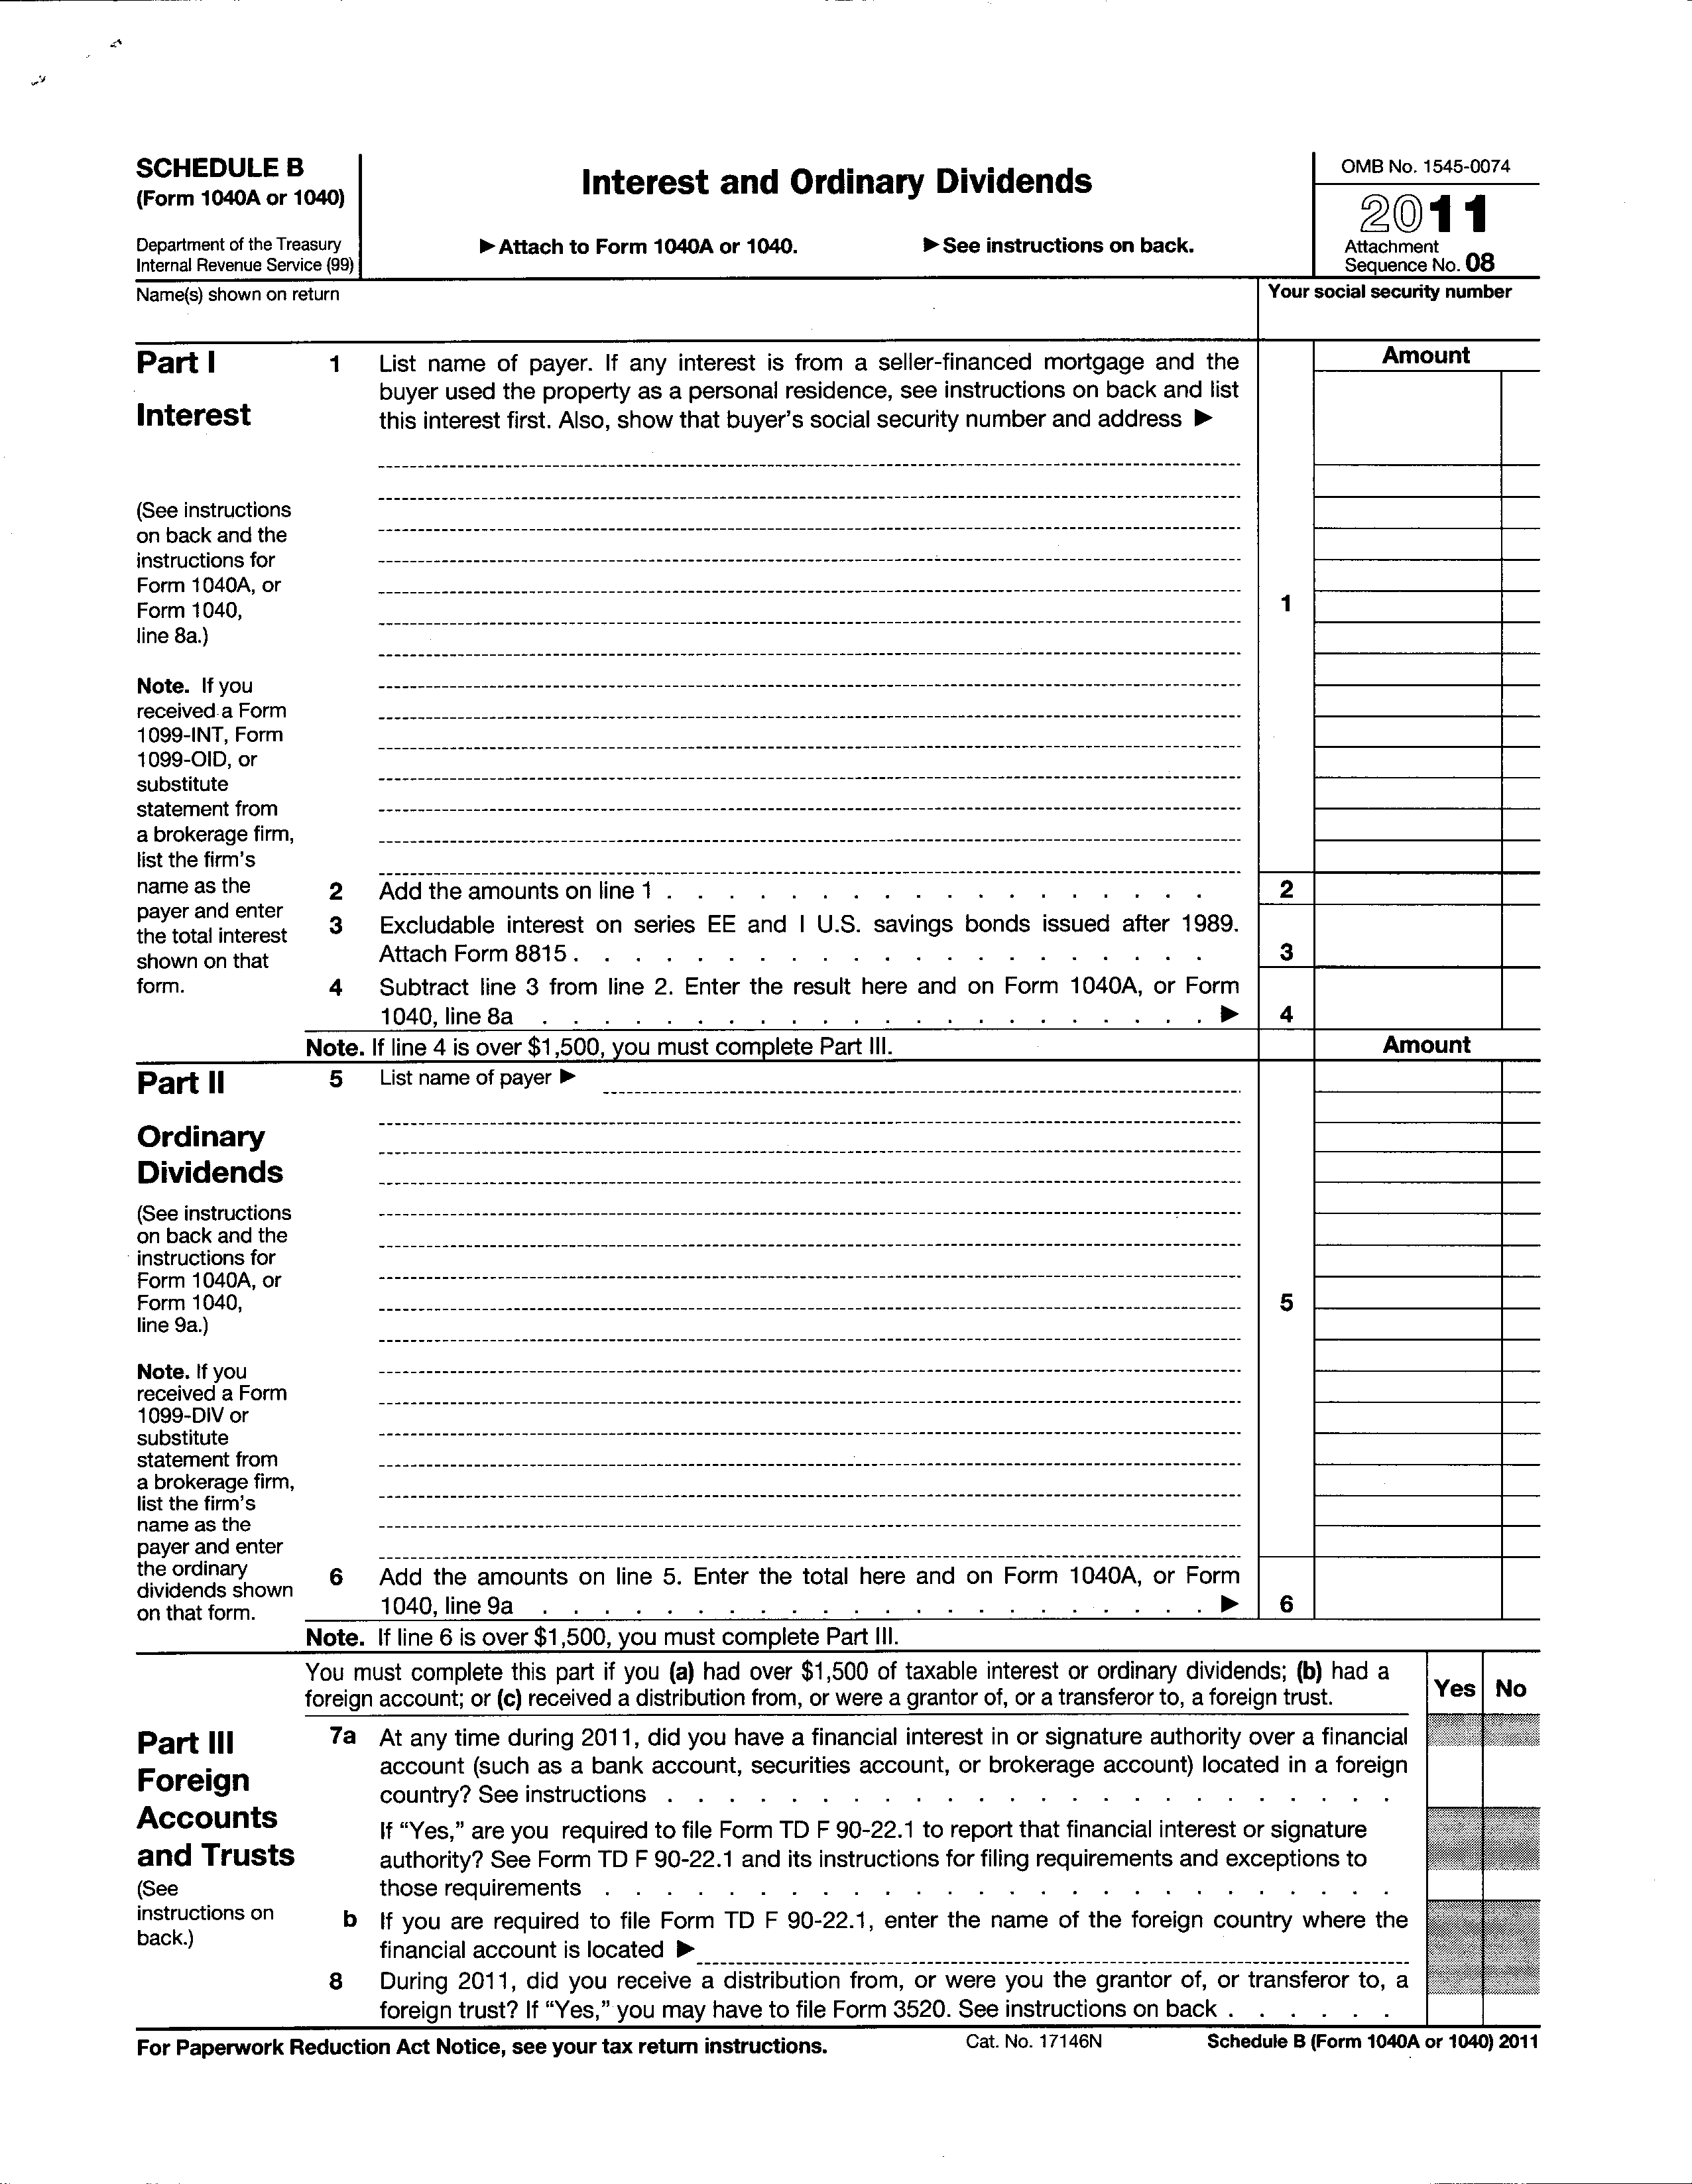 SCHEDULE B
(Form 1040A or 1040)
Department of the Treasury
Internal Revenue Service (99)
Interest and Ordinary Dividends
▶ Attach to Form 1040A or 1040. ▶ See instructions on back.
OMB No. 1545-0074
2011
Attachment
Sequence No. 08
Name(s) shown on return
Your social security number
Part I
Interest
(See instructions
on back and the
instructions for
Form 1040A, or
Form 1040,
line 8a.)
Note. If you
received a Form
1099-INT, Form
1099-OID, or
substitute
statement from
a brokerage firm,
list the firm's
name as the
payer and enter
the total interest
shown on that
form.
1 List name of payer. If any interest is from a seller-financed mortgage and the
buyer used the property as a personal residence, see instructions on back and list
this interest first. Also, show that buyer's social security number and address ▶
Amount
1
2 Add the amounts on line 1 . . . . . . . . . . . . . . . . . . 2
3 Excludable interest on series EE and I U.S. savings bonds issued after 1989.
Attach Form 8815 . . . . . . . . . . . . . . . . . . . . . 3
4 Subtract line 3 from line 2. Enter the result here and on Form 1040A, or Form
1040, line 8a . . . . . . . . . . . . . . . . . . . . . . ▶ 4
Note. If line 4 is over $1,500, you must complete Part III.
Amount
Part II
Ordinary
Dividends
(See instructions
on back and the
instructions for
Form 1040A, or
Form 1040,
line 9a.)
Note. If you
received a Form
1099-DIV or
substitute
statement from
a brokerage firm,
list the firm's
name as the
payer and enter
the ordinary
dividends shown
on that form.
5 List name of payer ▶
5
6 Add the amounts on line 5. Enter the total here and on Form 1040A, or Form
1040, line 9a . . . . . . . . . . . . . . . . . . . . . . ▶ 6
Note. If line 6 is over $1,500, you must complete Part III.
You must complete this part if you (a) had over $1,500 of taxable interest or ordinary dividends; (b) had a
foreign account; or (c) received a distribution from, or were a grantor of, or a transferor to, a foreign trust.
Yes No
Part III
Foreign
Accounts
and Trusts
(See
instructions on
back.)
7a At any time during 2011, did you have a financial interest in or signature authority over a financial
account (such as a bank account, securities account, or brokerage account) located in a foreign
country? See instructions . . . . . . . . . . . . . . . . . . . . . . . .
If "Yes," are you required to file Form TD F 90-22.1 to report that financial interest or signature
authority? See Form TD F 90-22.1 and its instructions for filing requirements and exceptions to
those requirements . . . . . . . . . . . . . . . . . . . . . . . . . .
b If you are required to file Form TD F 90-22.1, enter the name of the foreign country where the
financial account is located ▶
8 During 2011, did you receive a distribution from, or were you the grantor of, or transferor to, a
foreign trust? If "Yes," you may have to file Form 3520. See instructions on back . . . . . .
For Paperwork Reduction Act Notice, see your tax return instructions. Cat. No. 17146N Schedule B (Form 1040A or 1040) 2011